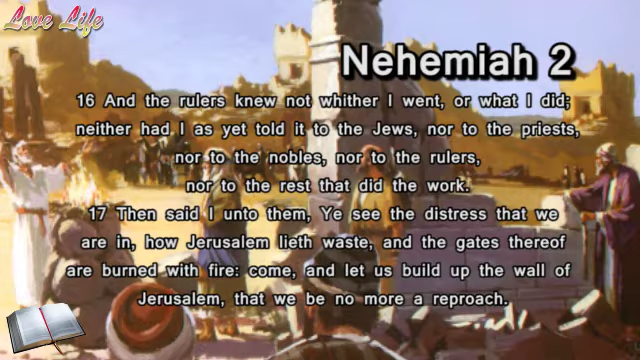 Love Life
Nehemiah 2
16 And the rulers knew not whither I went, or what I did;
neither had I as yet told it to the Jews, nor to the priests,
nor to the nobles, nor to the rulers,
nor to the rest that did the work.
17 Then said I unto them, Ye see the distress that we
are in, how Jerusalem lieth waste, and the gates thereof
are burned with fire: come, and let us build up the wall of
Jerusalem, that we be no more a reproach.